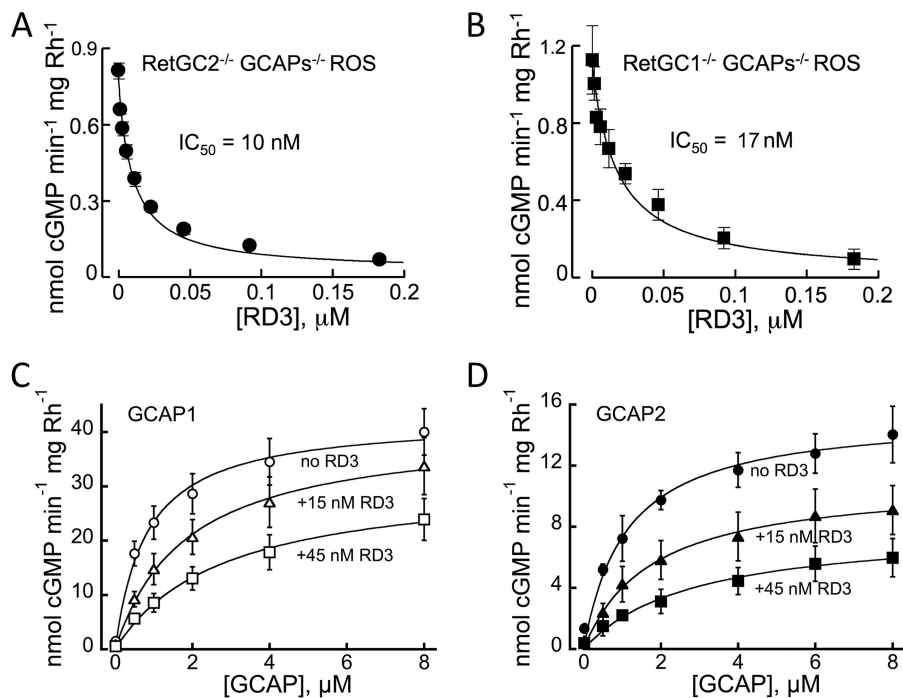 A
nmol cGMP min⁻¹ mg Rh⁻¹
0.9
0.6
0.3
0
RetGC2⁻/⁻ GCAPs⁻/⁻ ROS
IC₅₀ = 10 nM
0 0.05 0.1 0.15 0.2
[RD3], μM
B
nmol cGMP min⁻¹ mg Rh⁻¹
1.2
0.8
0.4
0
RetGC1⁻/⁻ GCAPs⁻/⁻ ROS
IC₅₀ = 17 nM
0 0.05 0.1 0.15 0.2
[RD3], μM
C
nmol cGMP min⁻¹ mg Rh⁻¹
40
30
20
10
0
GCAP1
no RD3
+15 nM RD3
+45 nM RD3
0 2 4 6 8
[GCAP], μM
D
nmol cGMP min⁻¹ mg Rh⁻¹
16
12
8
4
0
GCAP2
no RD3
+15 nM RD3
+45 nM RD3
0 2 4 6 8
[GCAP], μM